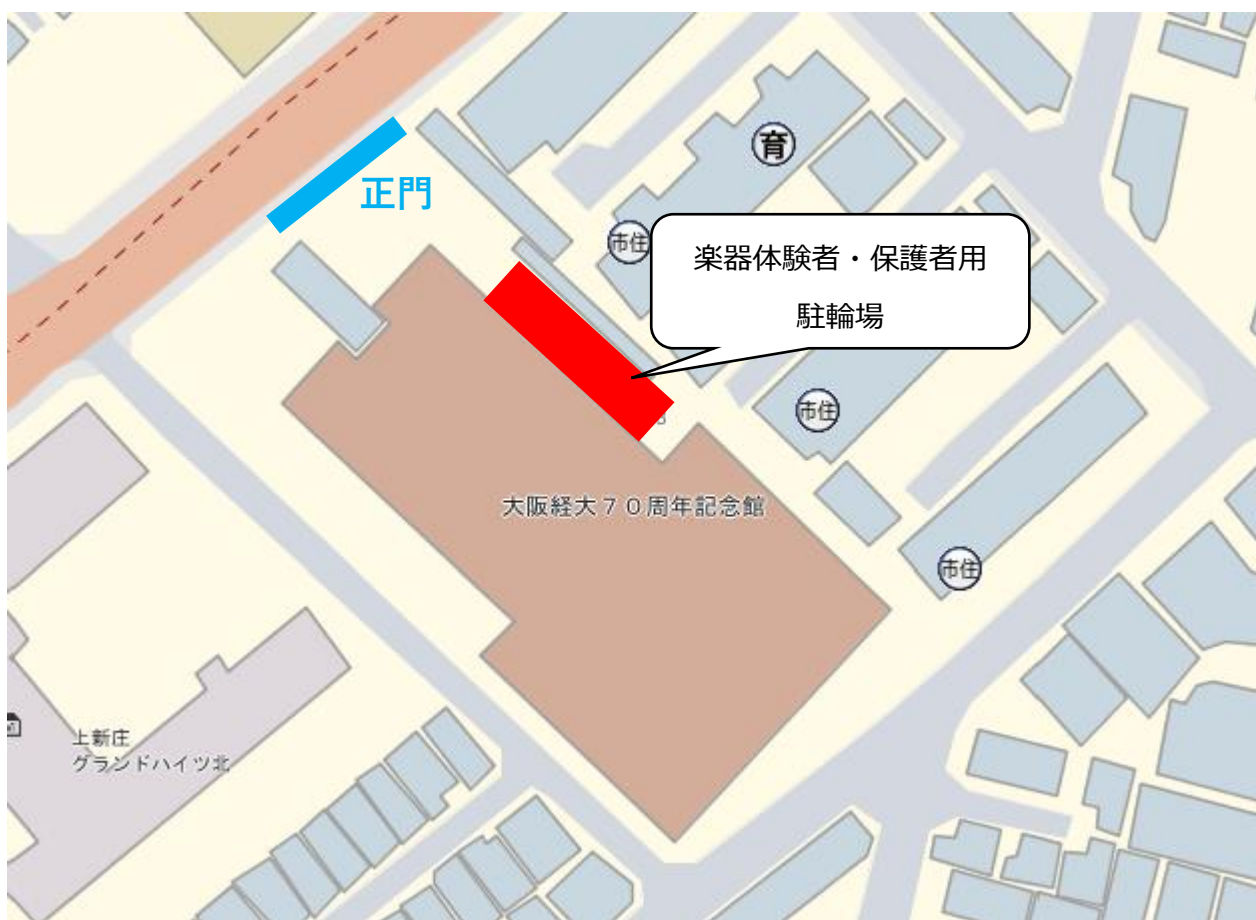 育
正門
市住
楽器体験者・保護者用
駐輪場
市住
大阪経大70周年記念館
市住
上新庄
グランドハイツ北